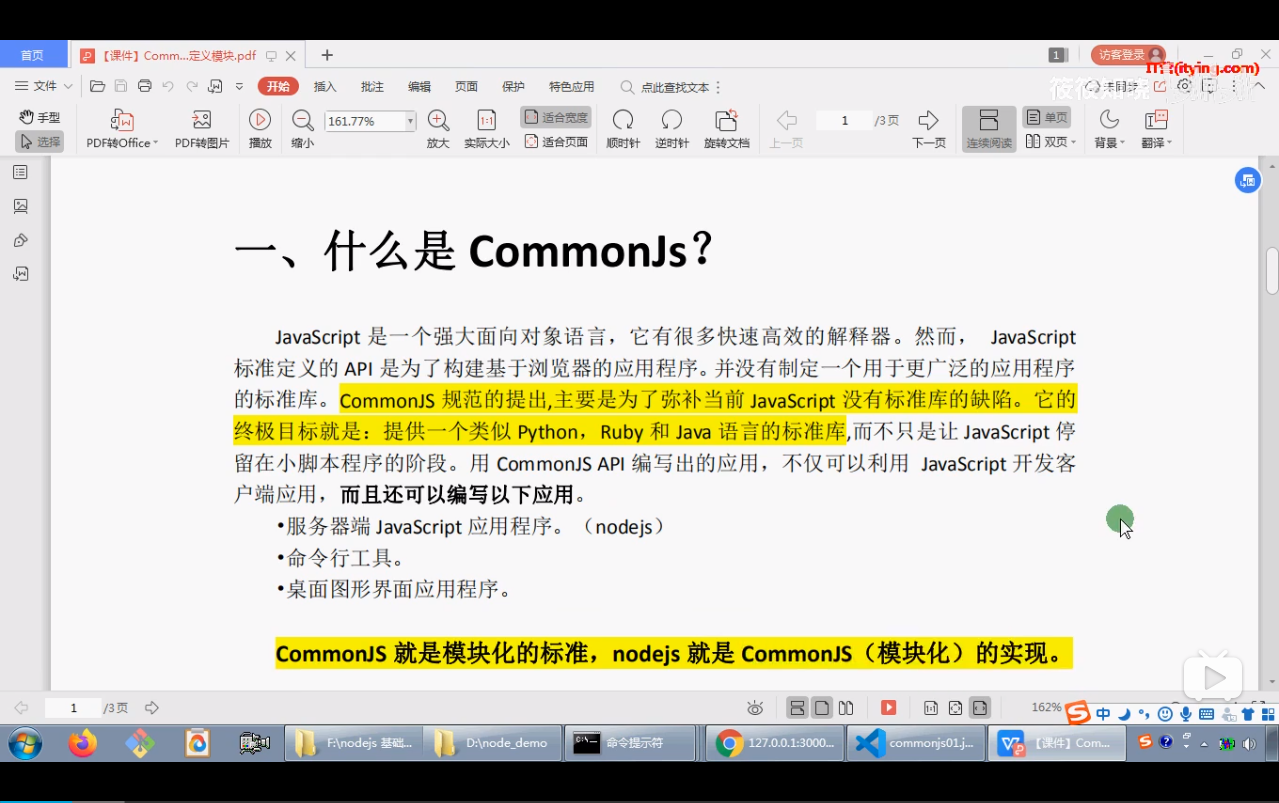 首页
【课件】Comm...定义模块.pdf
1
访客登录
IT营(itying.com)
文件
开始
插入
批注
编辑
页面
保护
特色应用
点此查找文本
未同步
手型
选择
PDF转Office
PDF转图片
播放
缩小
161.77%
放大
实际大小
适合宽度
适合页面
顺时针
逆时针
旋转文档
上一页
1
/3页
下一页
连续阅读
单页
双页
背景
翻译
一、什么是 CommonJs?
JavaScript 是一个强大面向对象语言，它有很多快速高效的解释器。然而， JavaScript
标准定义的 API 是为了构建基于浏览器的应用程序。并没有制定一个用于更广泛的应用程序
的标准库。CommonJS 规范的提出,主要是为了弥补当前 JavaScript 没有标准库的缺陷。它的
终极目标就是：提供一个类似 Python，Ruby 和 Java 语言的标准库,而不只是让 JavaScript 停
留在小脚本程序的阶段。用 CommonJS API 编写出的应用，不仅可以利用 JavaScript 开发客
户端应用，而且还可以编写以下应用。
•服务器端 JavaScript 应用程序。（nodejs）
•命令行工具。
•桌面图形界面应用程序。
CommonJS 就是模块化的标准，nodejs 就是 CommonJS（模块化）的实现。
1
/3页
162%
中
F:\nodejs 基础...
D:\node_demo
命令提示符
127.0.0.1:3000...
commonjs01.j...
【课件】Com...